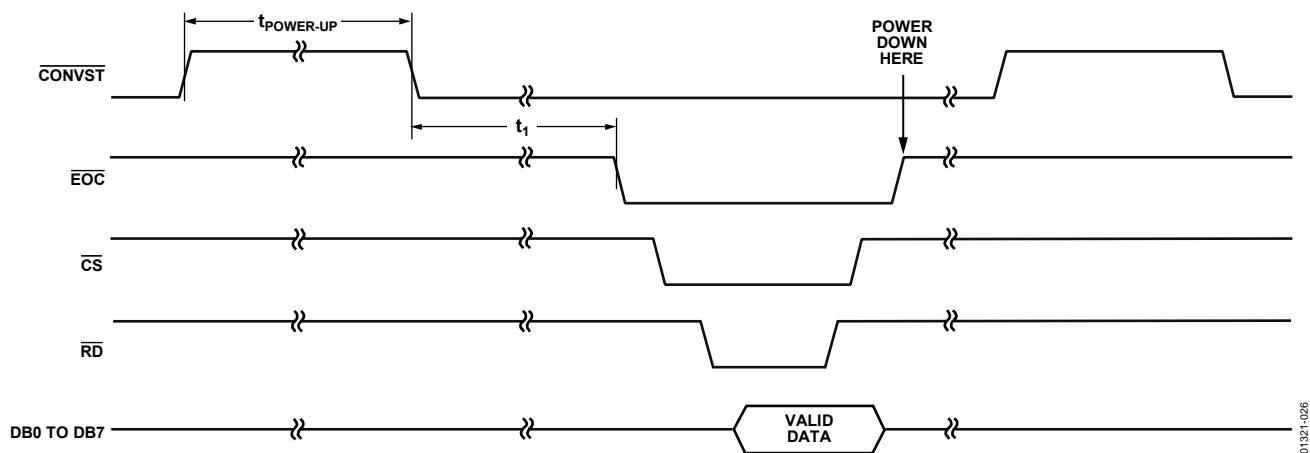 tPOWER-UP
POWER
DOWN
HERE
CONVST
t1
EOC
CS
RD
DB0 TO DB7
VALID
DATA
01321-026